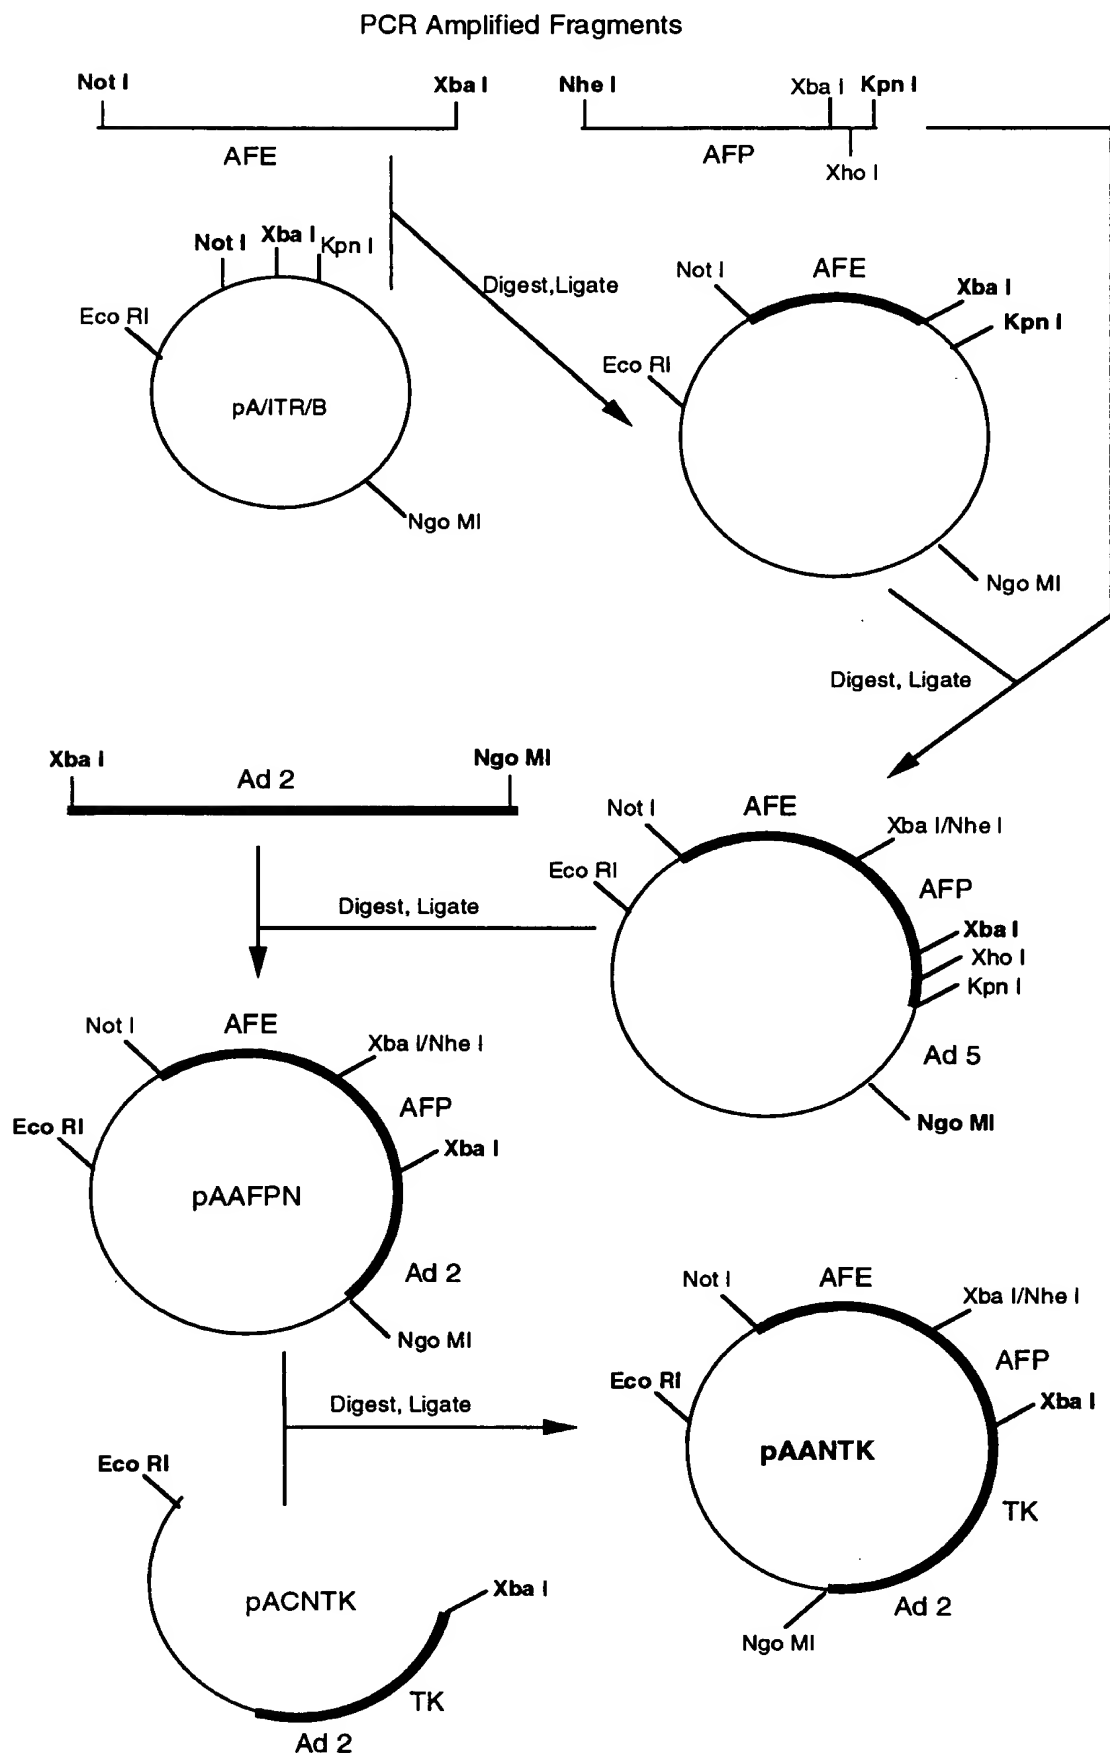 PCR Amplified Fragments
Not I
Xba I
Nhe I
Xba I
Kpn I
AFE
AFP
Xho I
Not I
Xba I
Kpn I
Eco RI
pA/ITR/B
Ngo MI
Digest,Ligate
Not I
AFE
Xba I
Kpn I
Eco RI
Ngo MI
Digest, Ligate
Xba I
Ad 2
Ngo MI
Digest, Ligate
Not I
AFE
Xba I/Nhe I
Eco RI
AFP
Xba I
Xho I
Kpn I
Ad 5
Ngo MI
Not I
AFE
Xba I/Nhe I
AFP
Eco RI
Xba I
pAAFPN
Ad 2
Ngo MI
Digest, Ligate
Eco RI
pACNTK
Xba I
TK
Ad 2
Not I
AFE
Xba I/Nhe I
AFP
Eco RI
Xba I
pAANTK
TK
Ad 2
Ngo MI